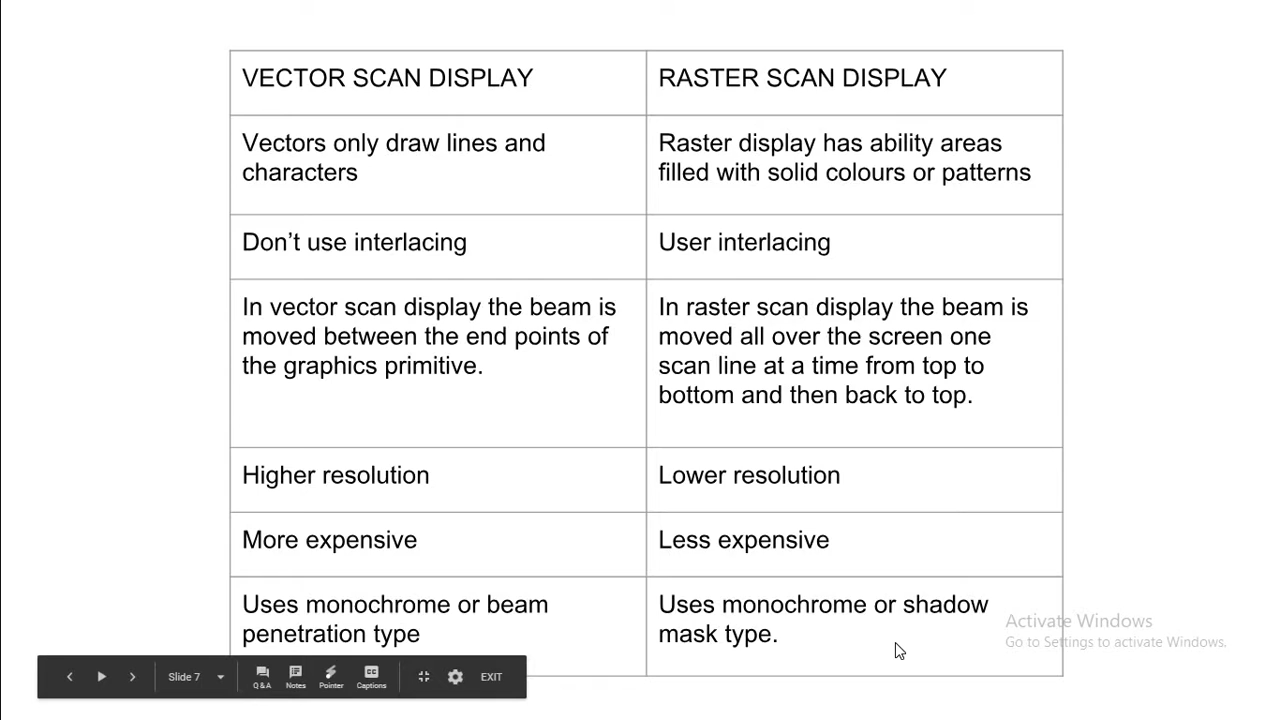 VECTOR SCAN DISPLAY
RASTER SCAN DISPLAY
Vectors only draw lines and
characters
Raster display has ability areas
filled with solid colours or patterns
Don’t use interlacing
User interlacing
In vector scan display the beam is
moved between the end points of
the graphics primitive.
In raster scan display the beam is
moved all over the screen one
scan line at a time from top to
bottom and then back to top.
Higher resolution
Lower resolution
More expensive
Less expensive
Uses monochrome or beam
penetration type
Uses monochrome or shadow
mask type.
Activate Windows
Go to Settings to activate Windows.
Slide 7
Q&A
Notes
Pointer
CC
Captions
EXIT